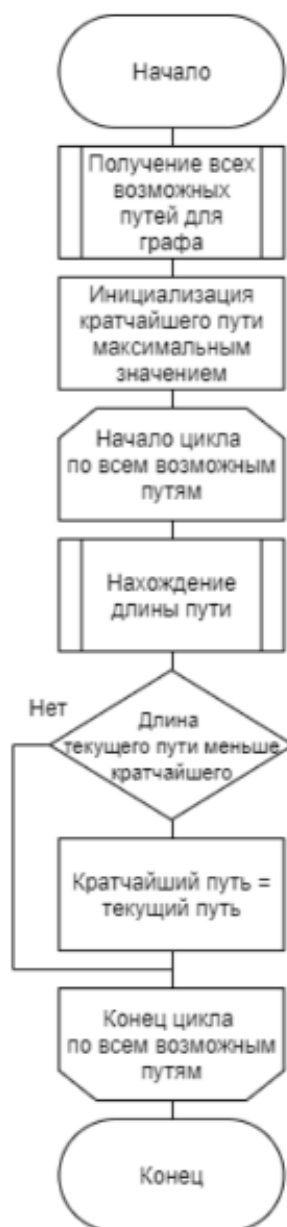 Начало
Получение всех
возможных
путей для
графа
Инициализация
кратчайшего пути
максимальным
значением
Начало цикла
по всем возможным
путям
Нахождение
длины пути
Нет
Длина
текущего пути меньше
кратчайшего
Кратчайший путь =
текущий путь
Конец цикла
по всем возможным
путям
Конец